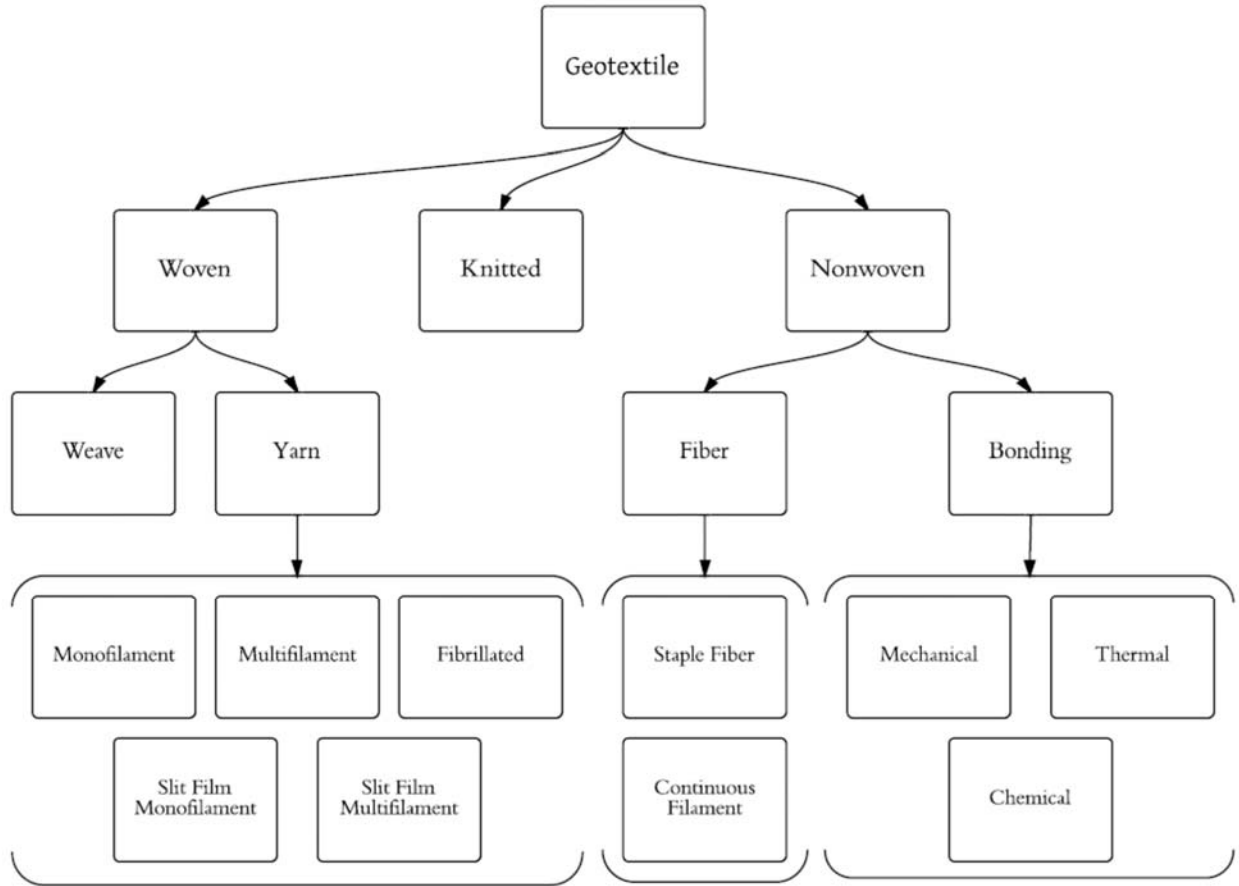 Geotextile
Woven
Knitted
Nonwoven
Weave
Yarn
Fiber
Bonding
Monofilament
Multifilament
Fibrillated
Staple Fiber
Mechanical
Thermal
Slit Film
Monofilament
Slit Film
Multifilament
Continuous
Filament
Chemical